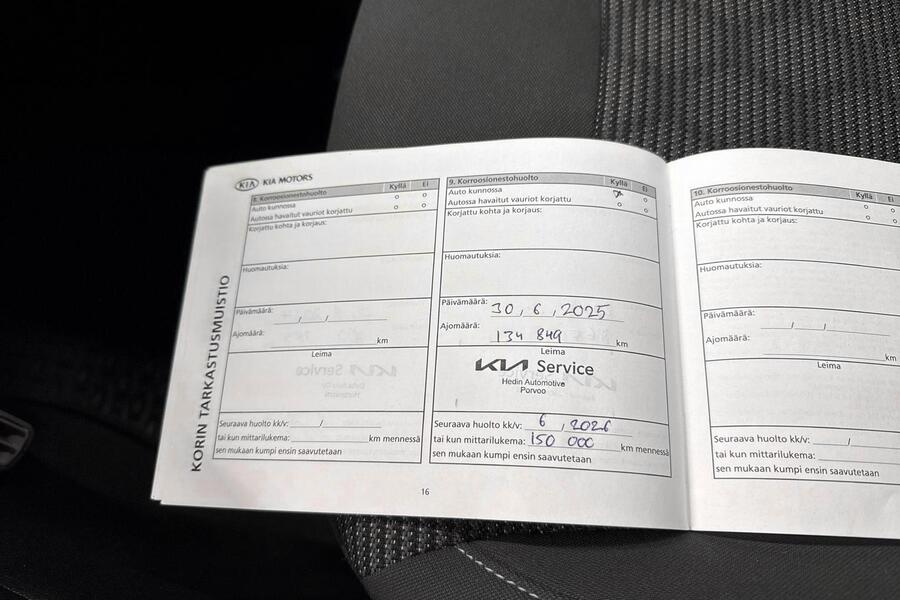 KIA KIA MOTORS
KORIN TARKASTUSMUISTIO
8. Korroosionestohuolto Kyllä Ei
Auto kunnossa
Autossa havaitut vauriot korjattu
Korjattu kohta ja korjaus:
Huomautuksia:
Päivämäärä: / /
Ajomäärä: km
Leima
Seuraava huolto kk/v: /
tai kun mittarilukema: km mennessä
sen mukaan kumpi ensin saavutetaan
9. Korroosionestohuolto Kyllä Ei
Auto kunnossa
Autossa havaitut vauriot korjattu
Korjattu kohta ja korjaus:
Huomautuksia:
Päivämäärä: 30, 6, 2025
Ajomäärä: 134 849 km
Leima
KIA Service
Hedin Automotive
Porvoo
Seuraava huolto kk/v: 6, 2026
tai kun mittarilukema: 150 000 km mennessä
sen mukaan kumpi ensin saavutetaan
16
10. Korroosionestohuolto Kyllä Ei
Auto kunnossa
Autossa havaitut vauriot korjattu
Korjattu kohta ja korjaus:
Huomautuksia:
Päivämäärä: / /
Ajomäärä: km
Leima
Seuraava huolto kk/v: /
tai kun mittarilukema:
sen mukaan kumpi ensin saavutetaan